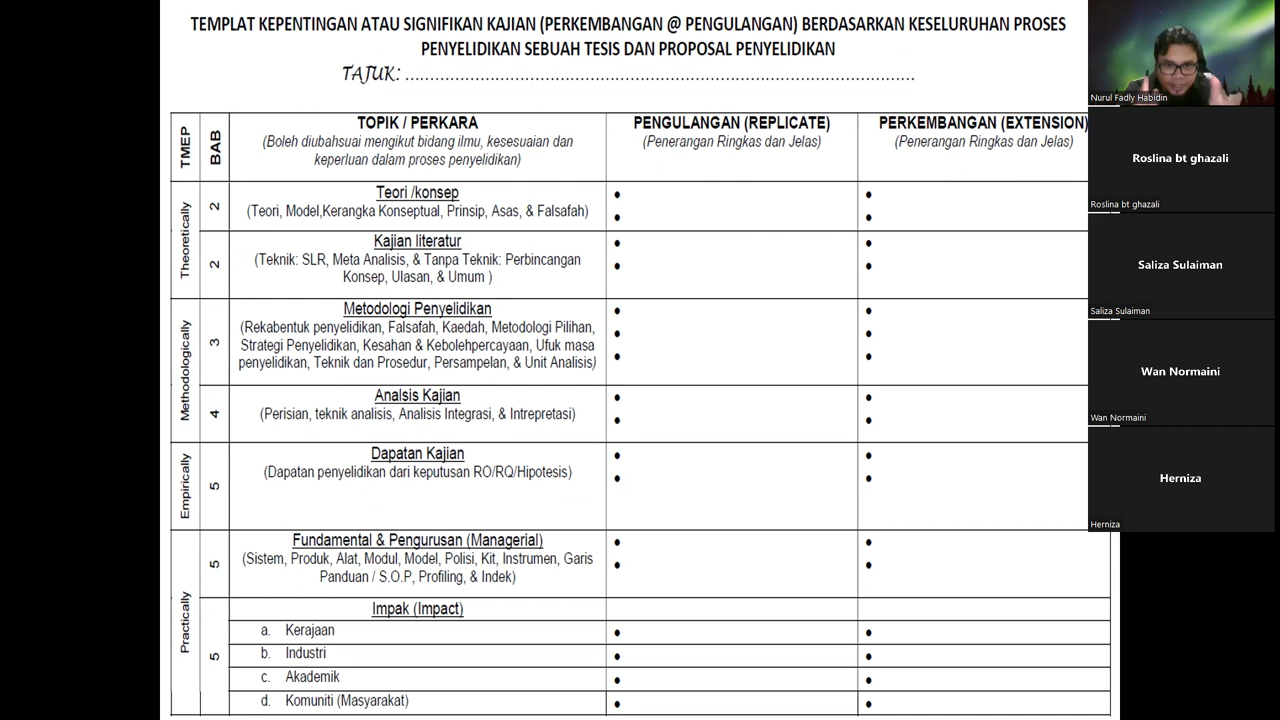 TEMPLAT KEPENTINGAN ATAU SIGNIFIKAN KAJIAN (PERKEMBANGAN @ PENGULANGAN) BERDASARKAN KESELURUHAN PROSES
PENYELIDIKAN SEBUAH TESIS DAN PROPOSAL PENYELIDIKAN
TAJUK: ...........................................................................................
TMEP
BAB
TOPIK / PERKARA
(Boleh diubahsuai mengikut bidang ilmu, kesesuaian dan
keperluan dalam proses penyelidikan)
PENGULANGAN (REPLICATE)
(Penerangan Ringkas dan Jelas)
PERKEMBANGAN (EXTENSION)
(Penerangan Ringkas dan Jelas)
Theoretically
2
Teori /konsep
(Teori, Model,Kerangka Konseptual, Prinsip, Asas, & Falsafah)
2
Kajian literatur
(Teknik: SLR, Meta Analisis, & Tanpa Teknik: Perbincangan
Konsep, Ulasan, & Umum )
Methodologically
3
Metodologi Penyelidikan
(Rekabentuk penyelidikan, Falsafah, Kaedah, Metodologi Pilihan,
Strategi Penyelidikan, Kesahan & Kebolehpercayaan, Ufuk masa
penyelidikan, Teknik dan Prosedur, Persampelan, & Unit Analisis)
4
Analsis Kajian
(Perisian, teknik analisis, Analisis Integrasi, & Intrepretasi)
Empirically
5
Dapatan Kajian
(Dapatan penyelidikan dari keputusan RO/RQ/Hipotesis)
Practically
5
Fundamental & Pengurusan (Managerial)
(Sistem, Produk, Alat, Modul, Model, Polisi, Kit, Instrumen, Garis
Panduan / S.O.P, Profiling, & Indek)
5
Impak (Impact)
a. Kerajaan
b. Industri
c. Akademik
d. Komuniti (Masyarakat)
Nurul Fadly Habidin
Roslina bt ghazali
Roslina bt ghazali
Saliza Sulaiman
Saliza Sulaiman
Wan Normaini
Wan Normaini
Herniza
Herniza